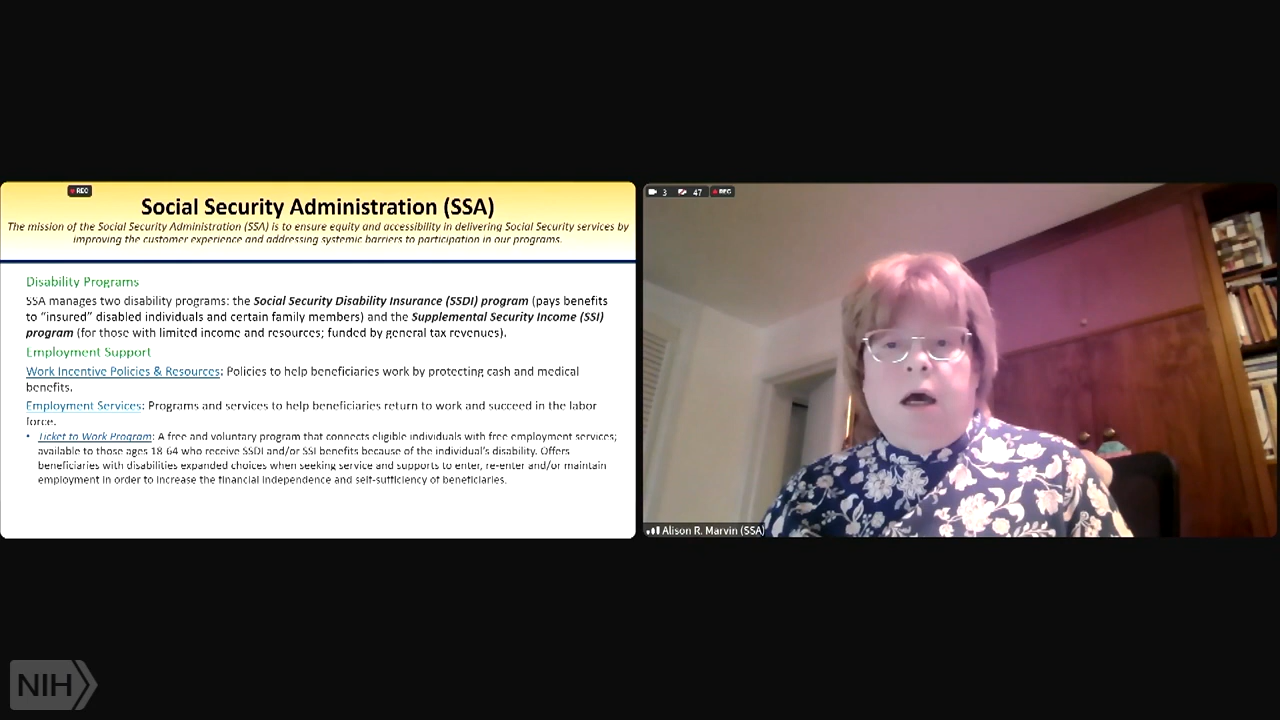 REC
Social Security Administration (SSA)
The mission of the Social Security Administration (SSA) is to ensure equity and accessibility in delivering Social Security services by
improving the customer experience and addressing systemic barriers to participation in our programs.
Disability Programs
SSA manages two disability programs: the Social Security Disability Insurance (SSDI) program (pays benefits
to “insured” disabled individuals and certain family members) and the Supplemental Security Income (SSI)
program (for those with limited income and resources; funded by general tax revenues).
Employment Support
Work Incentive Policies & Resources: Policies to help beneficiaries work by protecting cash and medical
benefits.
Employment Services: Programs and services to help beneficiaries return to work and succeed in the labor
force.
• Ticket to Work Program: A free and voluntary program that connects eligible individuals with free employment services;
available to those ages 18-64 who receive SSDI and/or SSI benefits because of the individual's disability. Offers
beneficiaries with disabilities expanded choices when seeking service and supports to enter, re-enter and/or maintain
employment in order to increase the financial independence and self-sufficiency of beneficiaries.
3 47 REC
Alison R. Marvin (SSA)
NIH